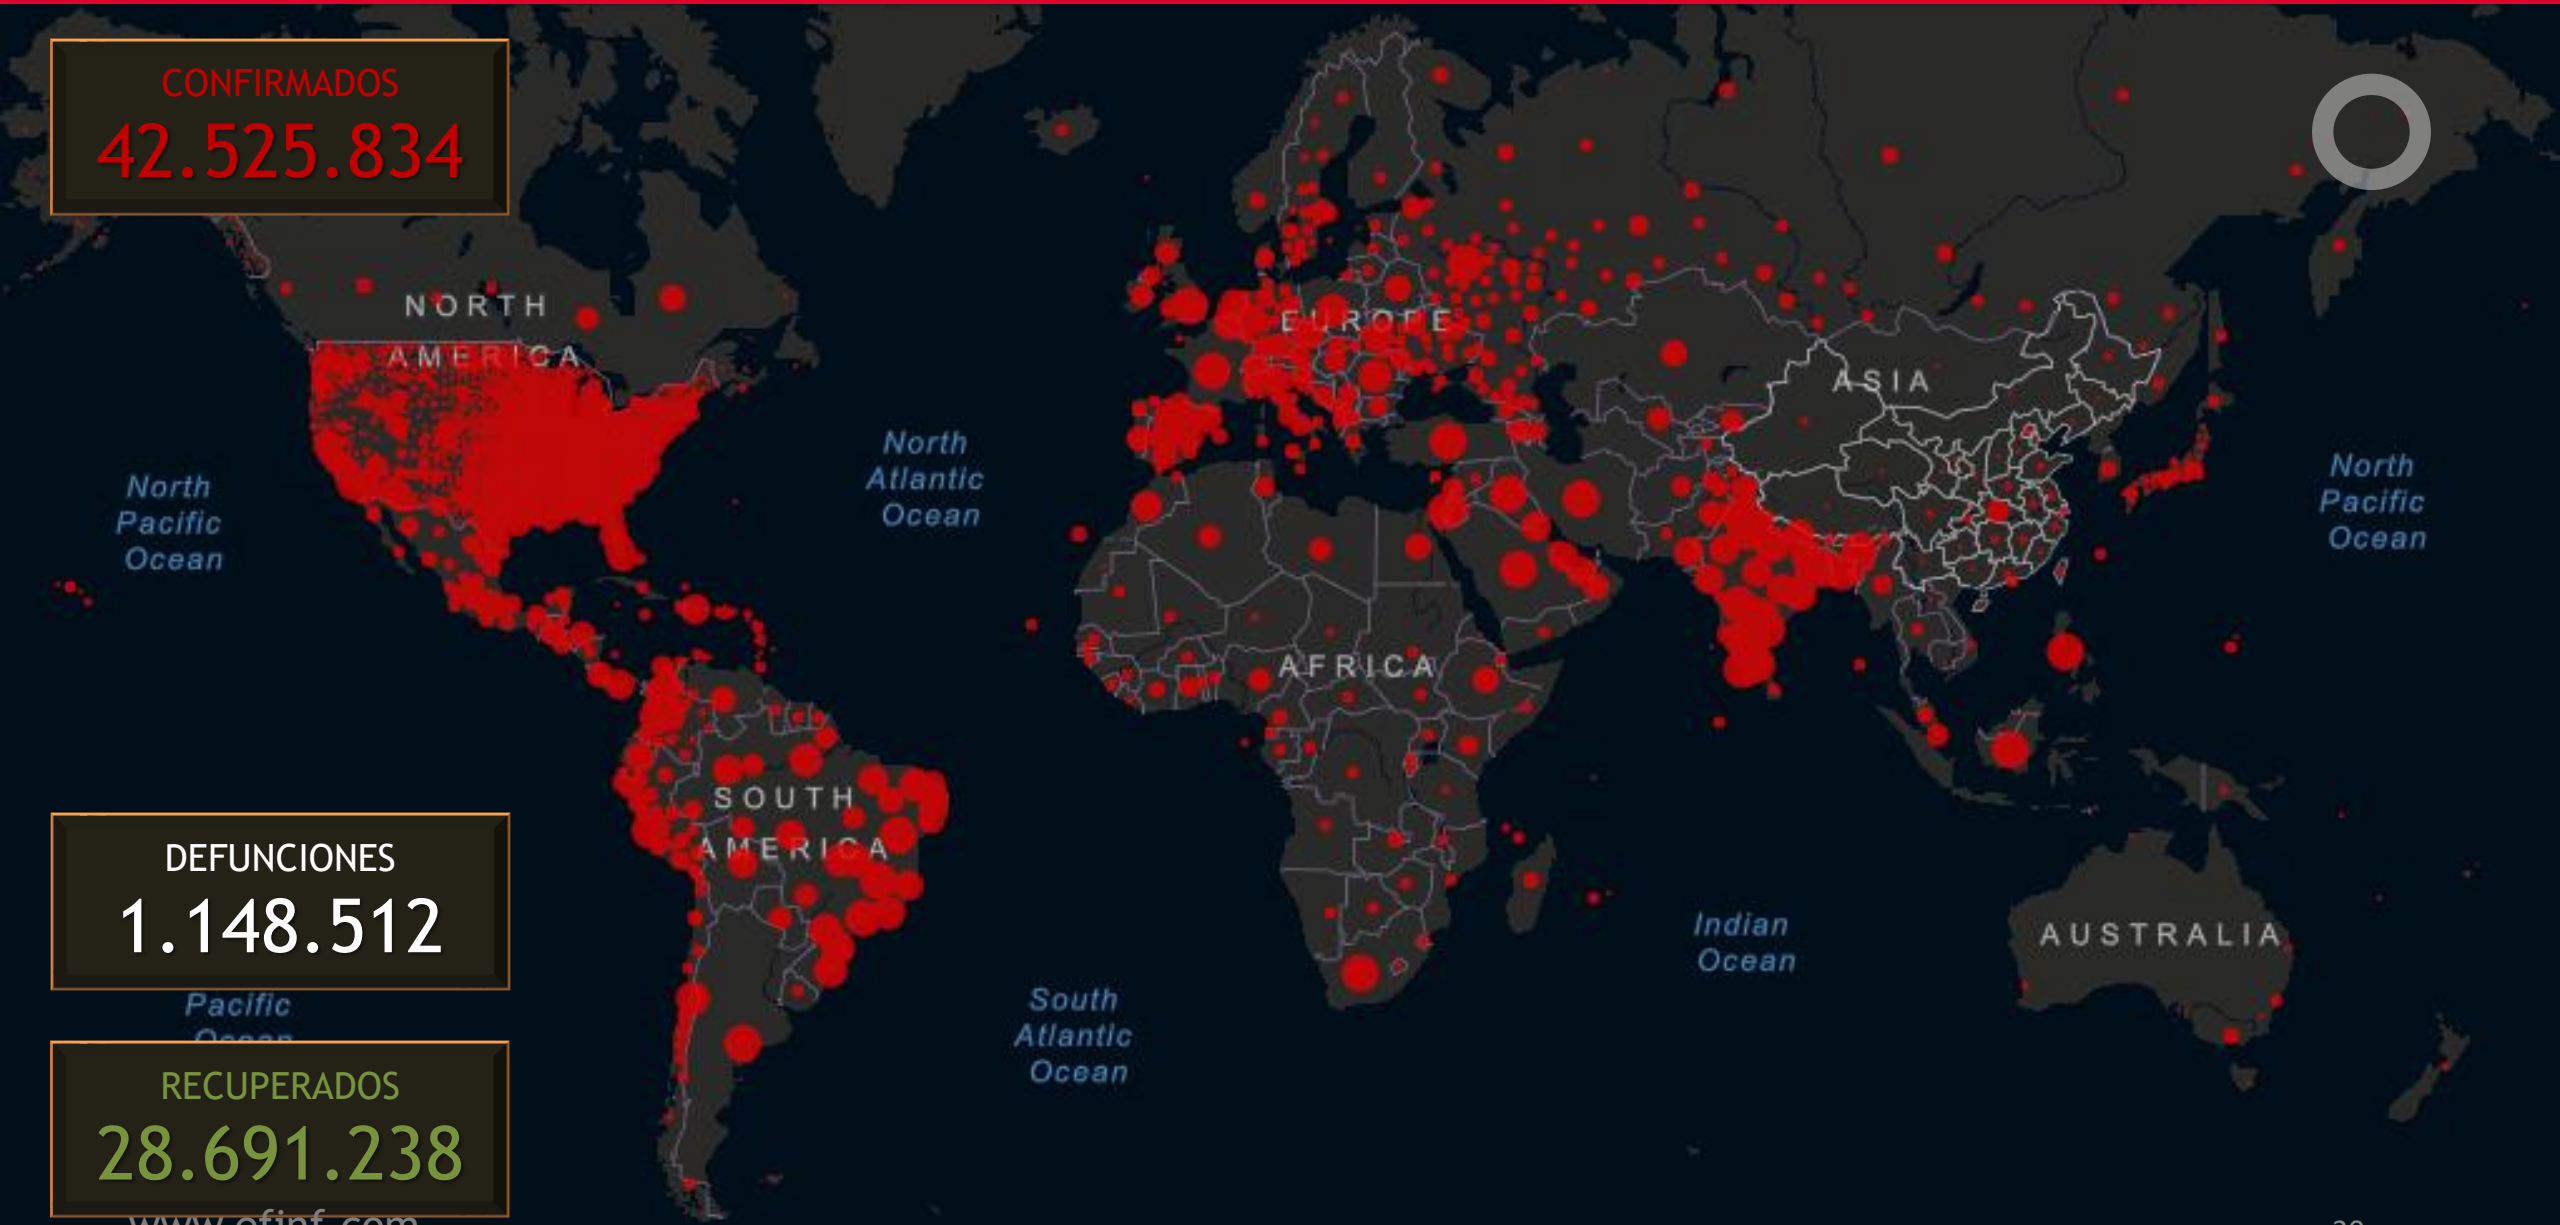 CONFIRMADOS
42.525.834
NORTH
AMERICA
EUROPE
ASIA
North
Atlantic
Ocean
North
Pacific
Ocean
North
Pacific
Ocean
AFRICA
SOUTH
AMERICA
DEFUNCIONES
1.148.512
Indian
Ocean
AUSTRALIA
Pacific
Ocean
South
Atlantic
Ocean
RECUPERADOS
28.691.238